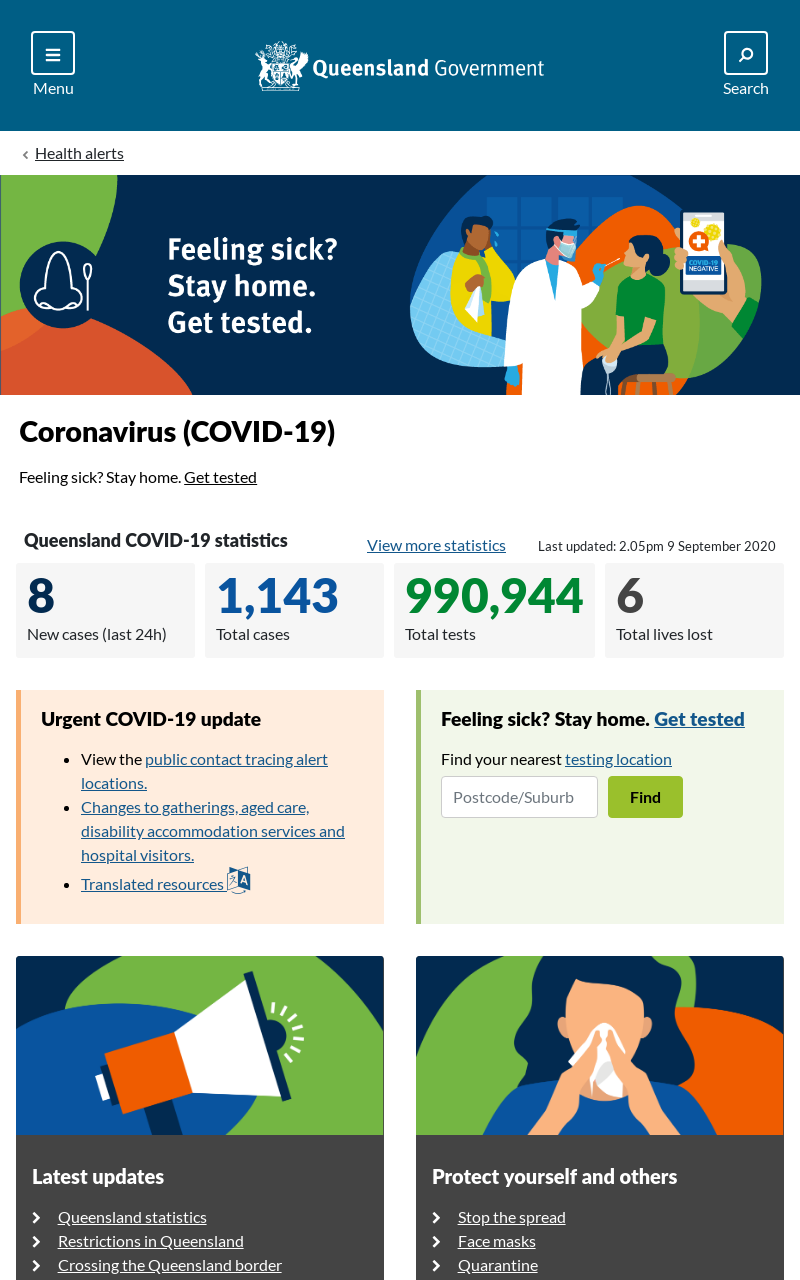 Menu
Queensland Government
Search
Health alerts
Feeling sick?
Stay home.
Get tested.
COVID-19
NEGATIVE
Coronavirus (COVID-19)
Feeling sick? Stay home. Get tested
Queensland COVID-19 statistics
View more statistics
Last updated: 2.05pm 9 September 2020
8
New cases (last 24h)
1,143
Total cases
990,944
Total tests
6
Total lives lost
Urgent COVID-19 update
View the public contact tracing alert
locations.
Changes to gatherings, aged care,
disability accommodation services and
hospital visitors.
Translated resources
Feeling sick? Stay home. Get tested
Find your nearest testing location
Postcode/Suburb
Find
Latest updates
Queensland statistics
Restrictions in Queensland
Crossing the Queensland border
Protect yourself and others
Stop the spread
Face masks
Quarantine